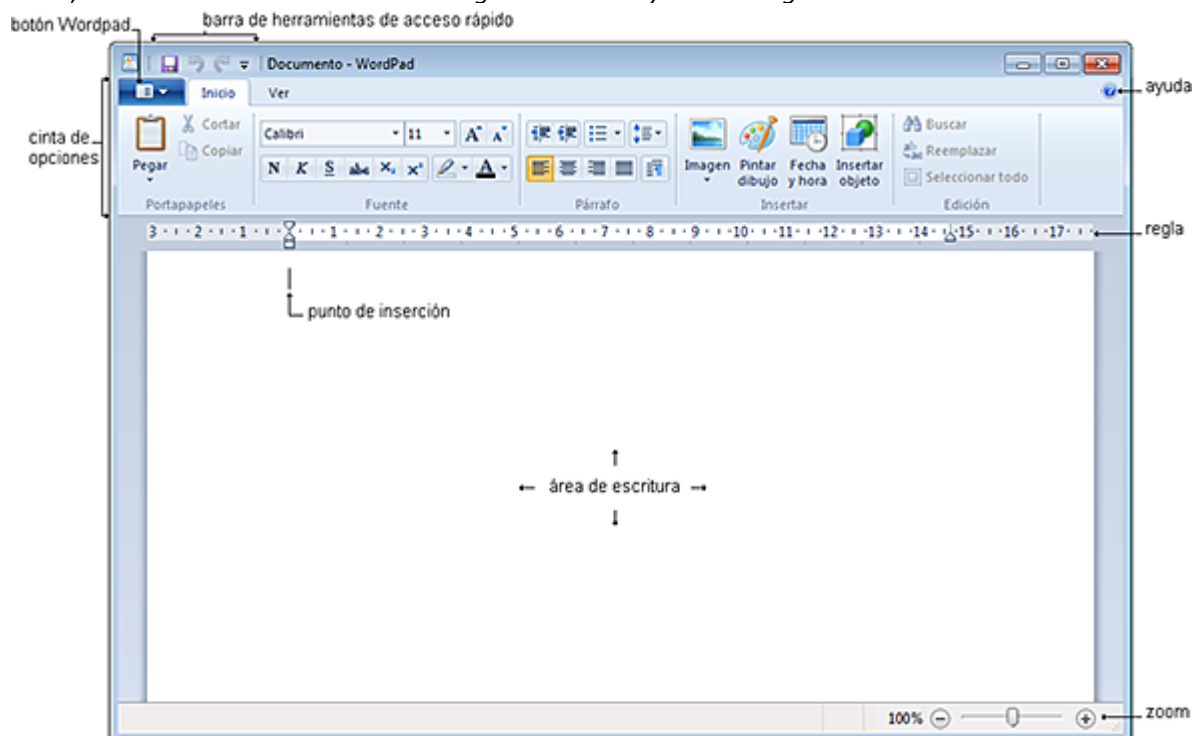 barra de herramientas de acceso rápido
botón Wordpad
Documento - WordPad
Inicio Ver
ayuda
cinta de opciones
Pegar
Cortar
Copiar
Portapapeles
Calibri 11 A A
N K S abc X₂ X² A
Fuente
Párrafo
Imagen
Pintar dibujo
Fecha y hora
Insertar objeto
Insertar
Buscar
Reemplazar
Seleccionar todo
Edición
3 2 1 1 2 3 4 5 6 7 8 9 10 11 12 13 14 15 16 17
regla
punto de inserción
área de escritura
100%
zoom